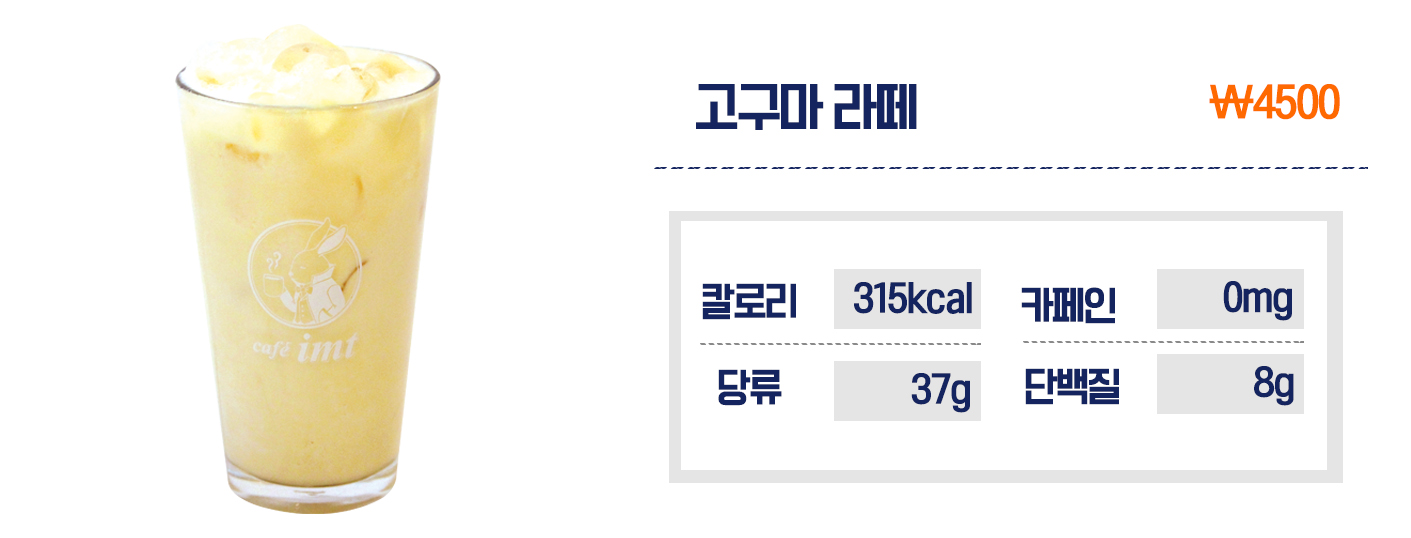 고구마 라떼
₩4500
칼로리 315kcal
카페인 0mg
당류 37g
단백질 8g
??
café imt